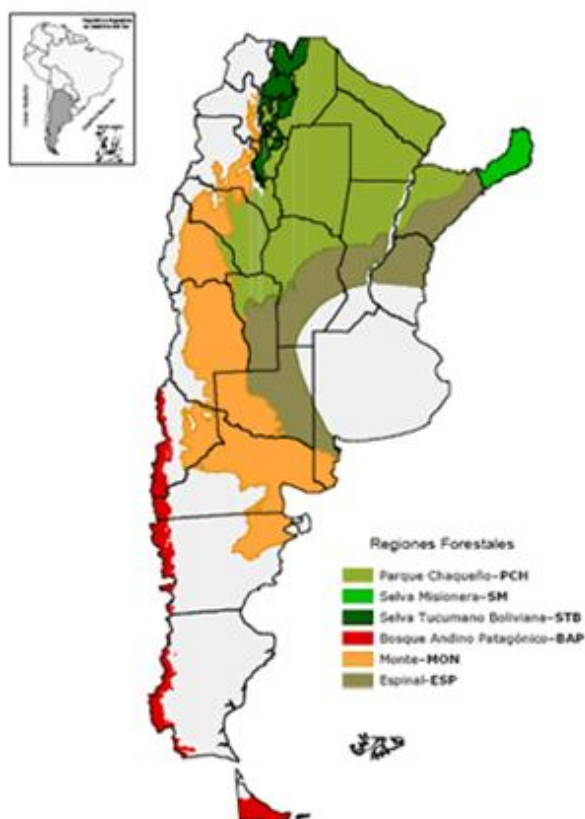 Regiones Forestales
Parque Chaqueño-PCH
Selva Misionera-SM
Selva Tucumano Boliviana-STB
Bosque Andino Patagónico-BAP
Monte-MON
Espinal-ESP